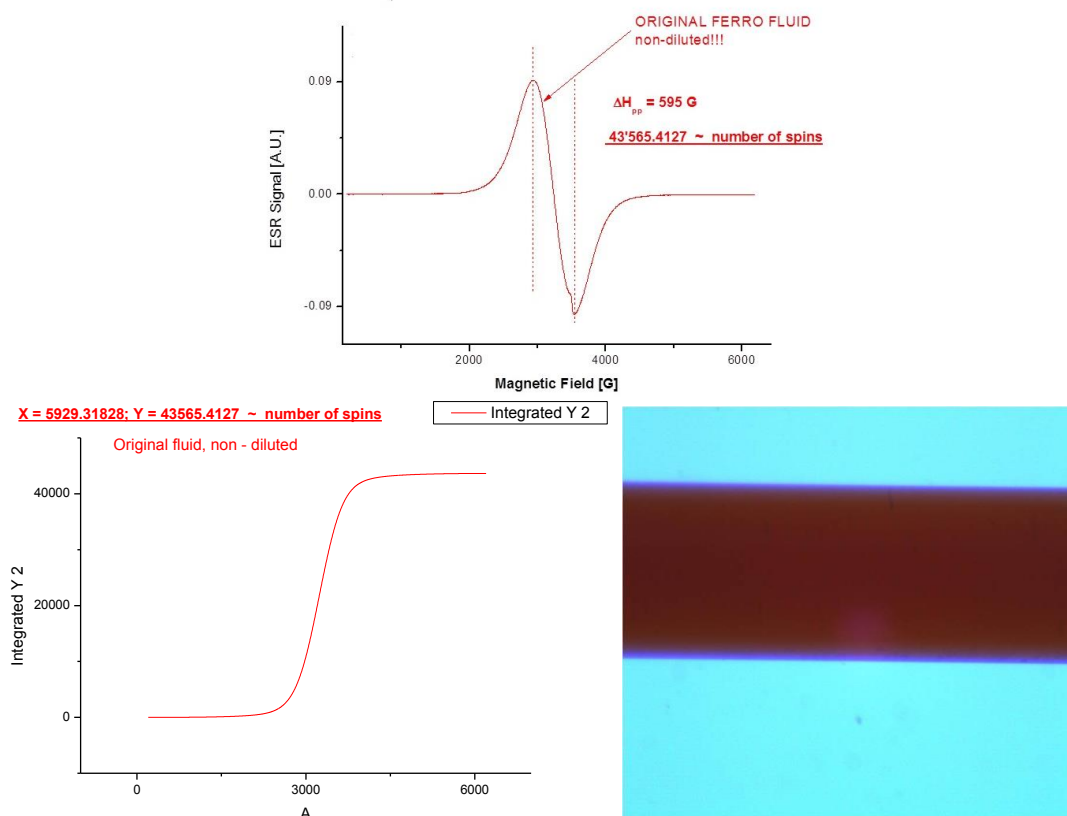 ORIGINAL FERRO FLUID
non-diluted!!!
ΔHpp = 595 G
43'565.4127 ~ number of spins
0.09
0.00
-0.09
ESR Signal [A.U.]
2000
4000
6000
Magnetic Field [G]
X = 5929.31828; Y = 43565.4127 ~ number of spins
Integrated Y 2
Original fluid, non - diluted
40000
20000
0
Integrated Y 2
0
3000
6000
A